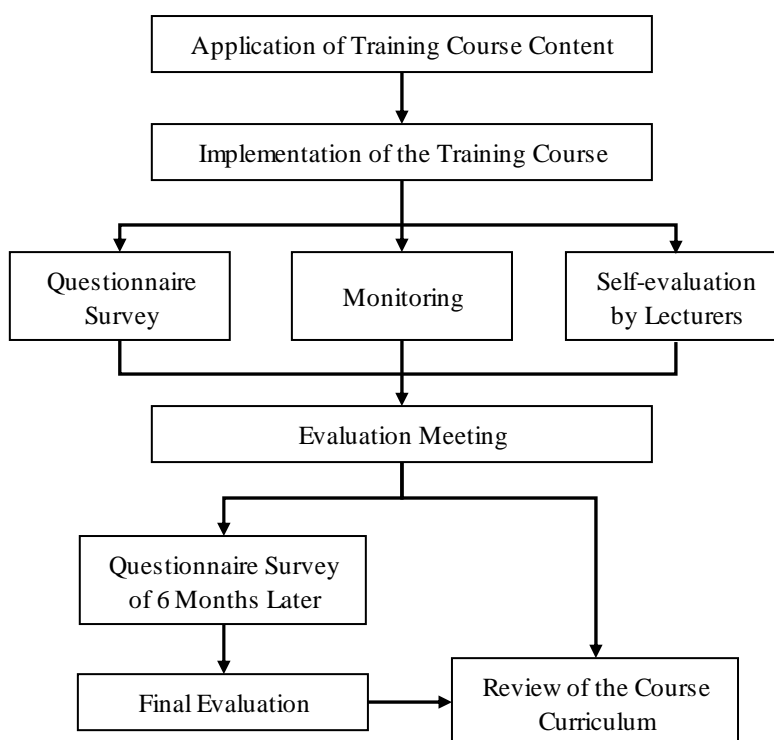 Application of Training Course Content
Implementation of the Training Course
Questionnaire
Survey
Monitoring
Self-evaluation
by Lecturers
Evaluation Meeting
Questionnaire Survey
of 6 Months Later
Final Evaluation
Review of the Course
Curriculum